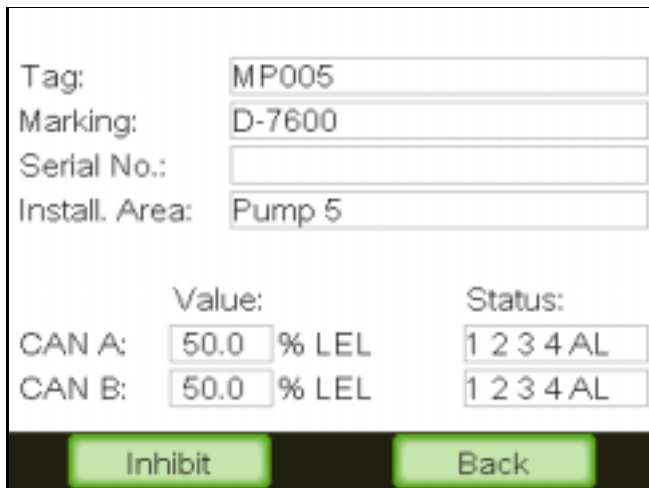 Tag: MP005
Marking: D-7600
Serial No.:
Install. Area: Pump 5
Value: Status:
CAN A: 50.0 % LEL 1 2 3 4 AL
CAN B: 50.0 % LEL 1 2 3 4 AL
Inhibit Back